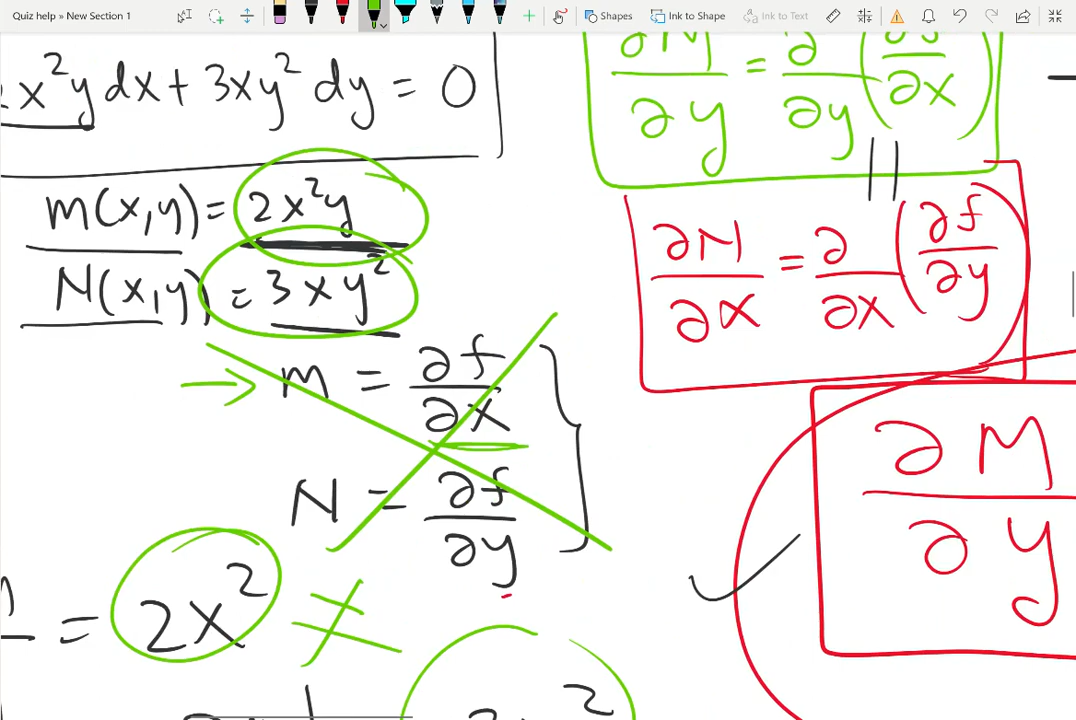 Quiz help » New Section 1
Shapes
Ink to Shape
Ink to Text
x²y dx + 3xy² dy = 0
m(x,y) = 2x²y
N(x,y) = 3xy²
→ m = ∂f/∂x
N = ∂f/∂y
= 2x² ≠
∂M/∂y = ∂/∂y (∂f/∂x)
||
∂N/∂x = ∂/∂x (∂f/∂y)
∂M/∂y